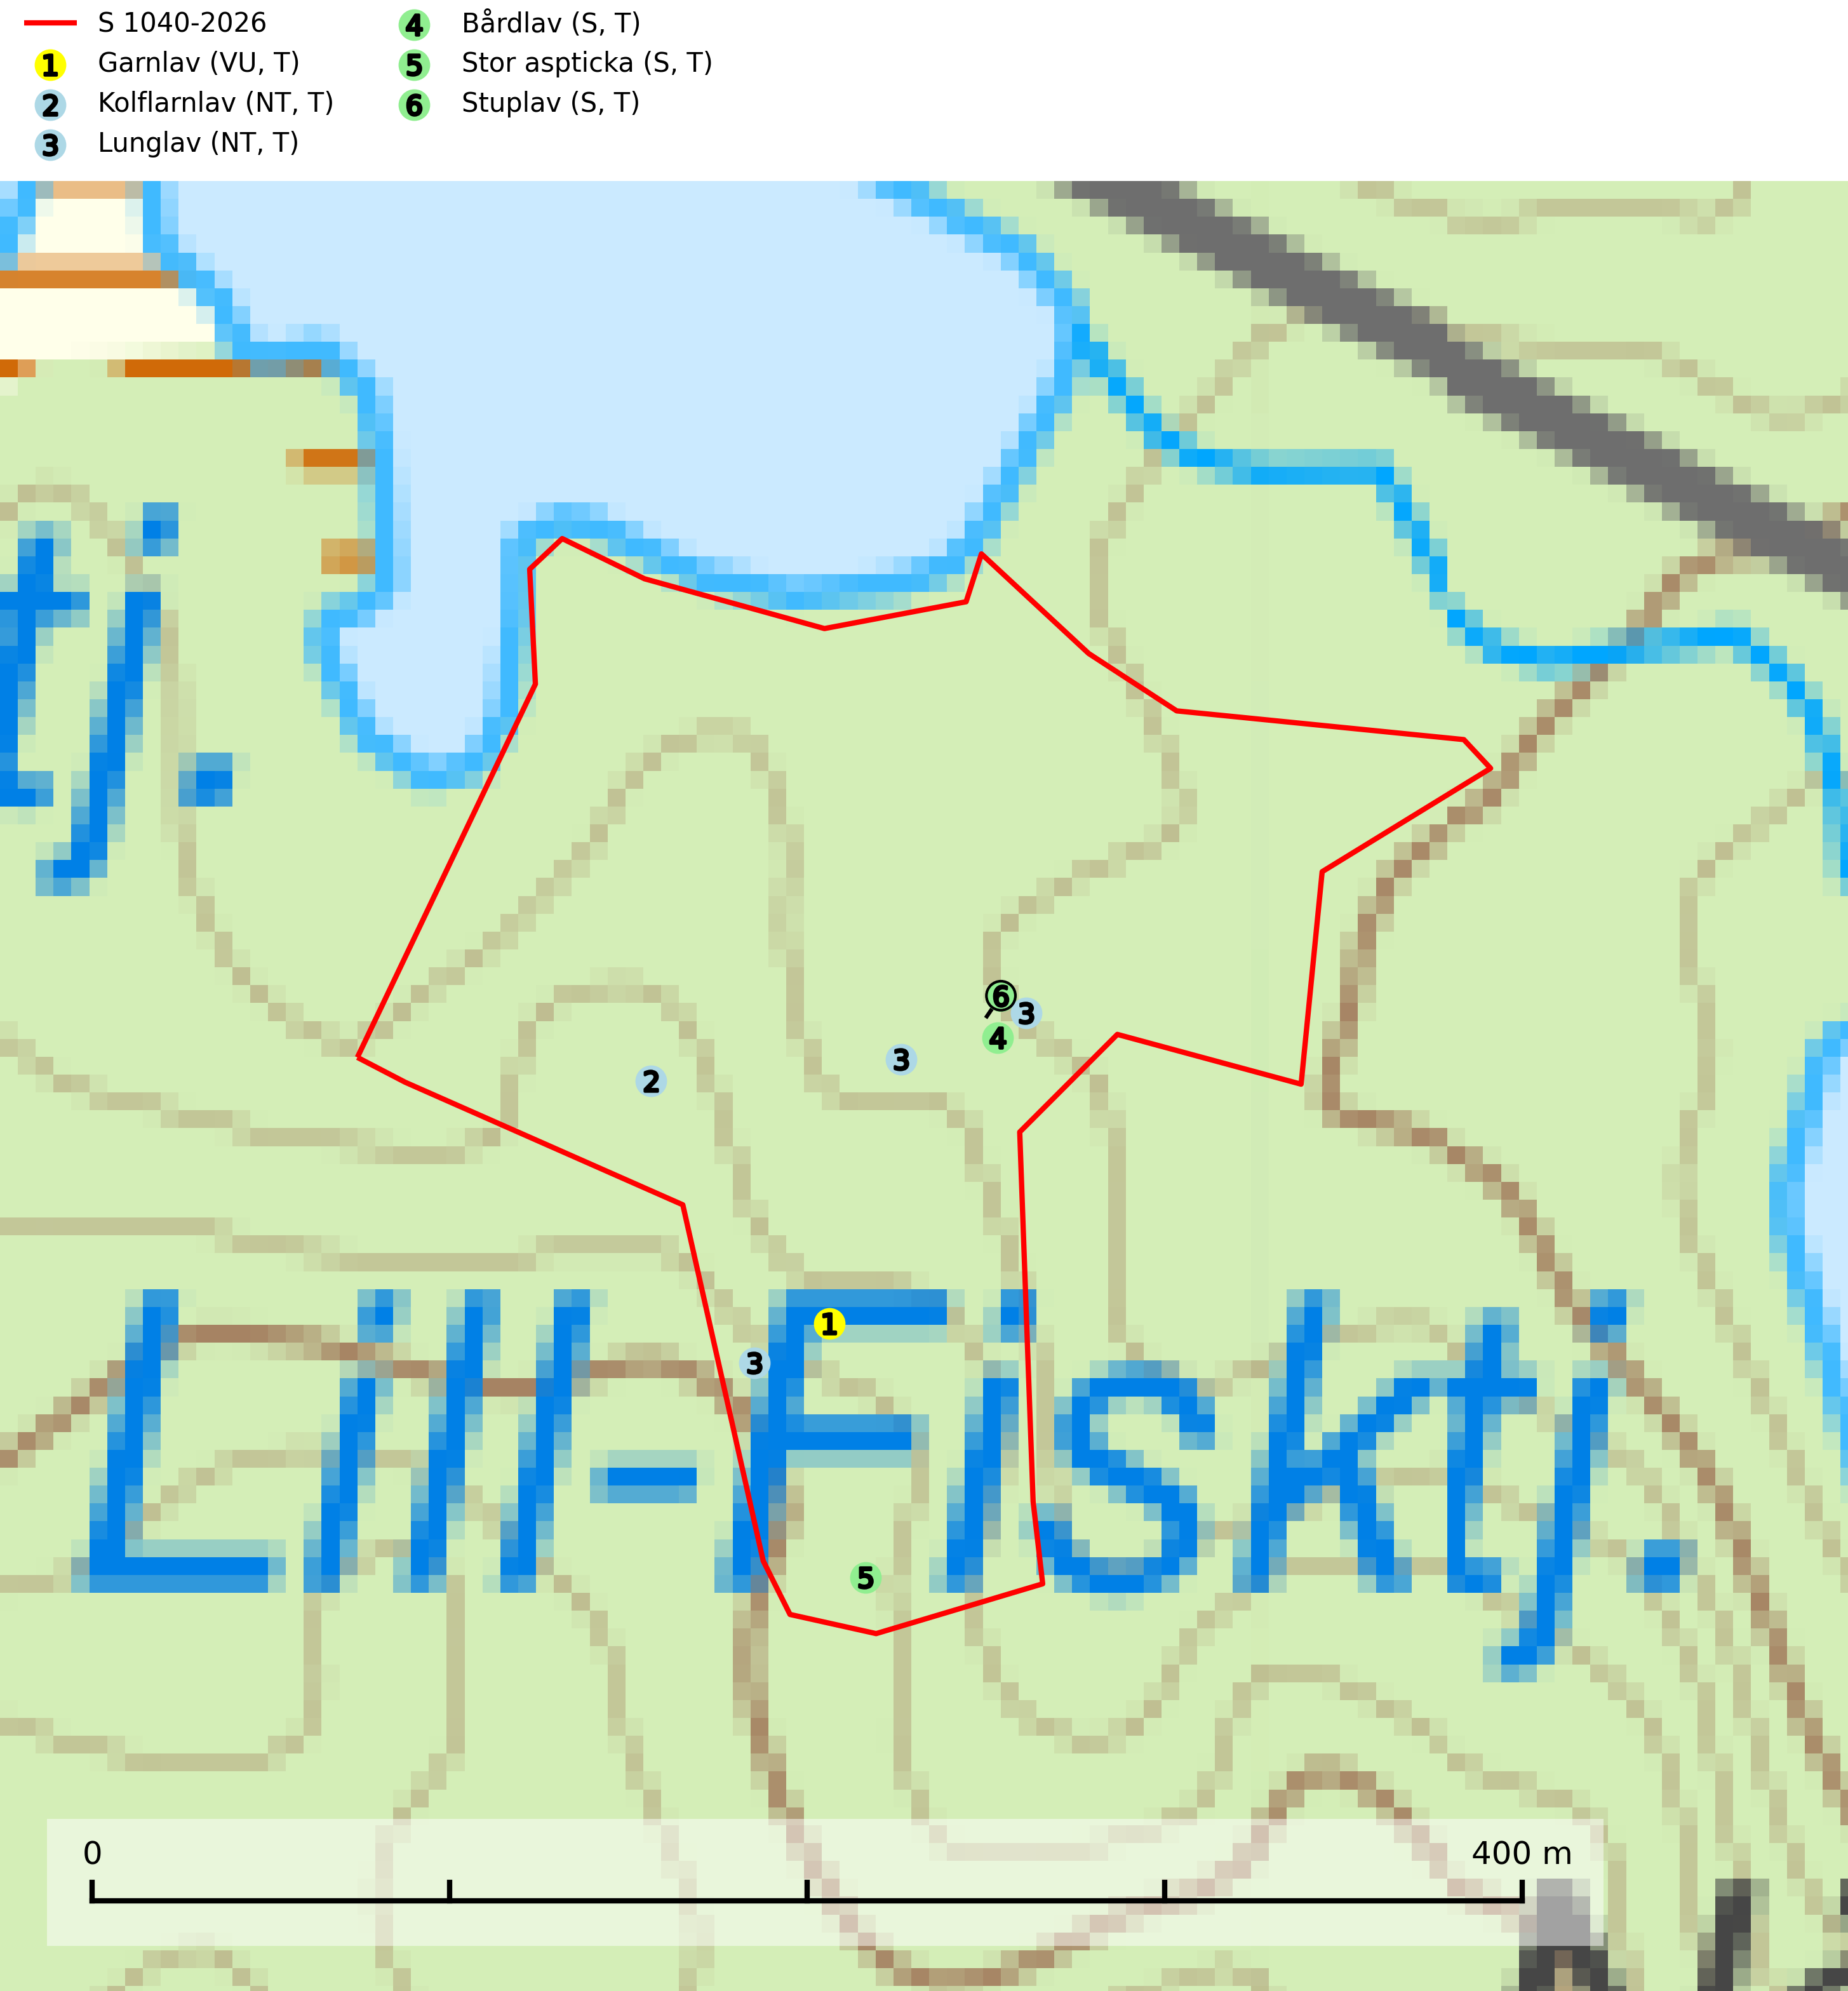 S 1040-2026
1 Garnlav (VU, T)
2 Kolflarnlav (NT, T)
3 Lunglav (NT, T)
4 Bårdlav (S, T)
5 Stor aspticka (S, T)
6 Stuplav (S, T)
tj.
6
3
4
3
2
1
3
Lill-Fisktj.
5
0 400 m